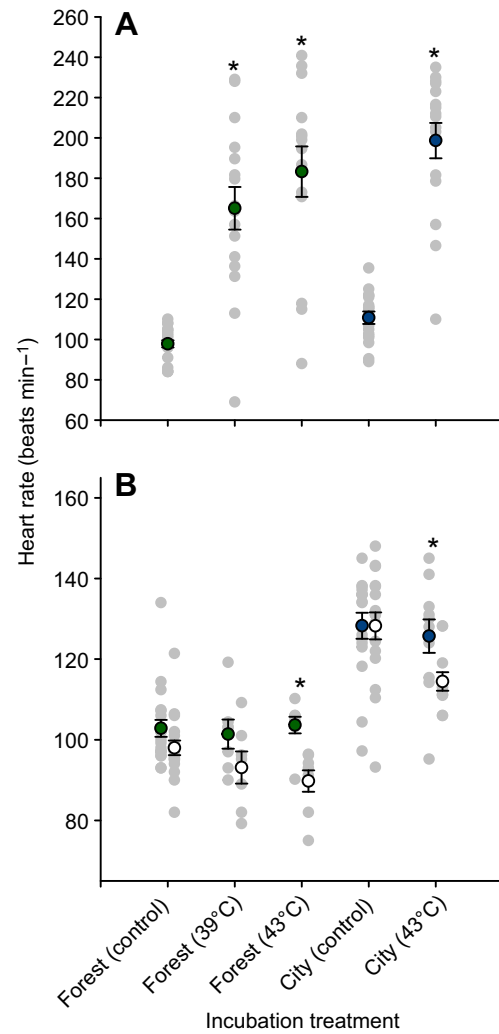 A
260
240
220
200
180
160
140
120
100
80
60
*
*
*
B
160
140
120
100
80
*
*
Heart rate (beats min−1)
Forest (control)
Forest (39°C)
Forest (43°C)
City (control)
City (43°C)
Incubation treatment